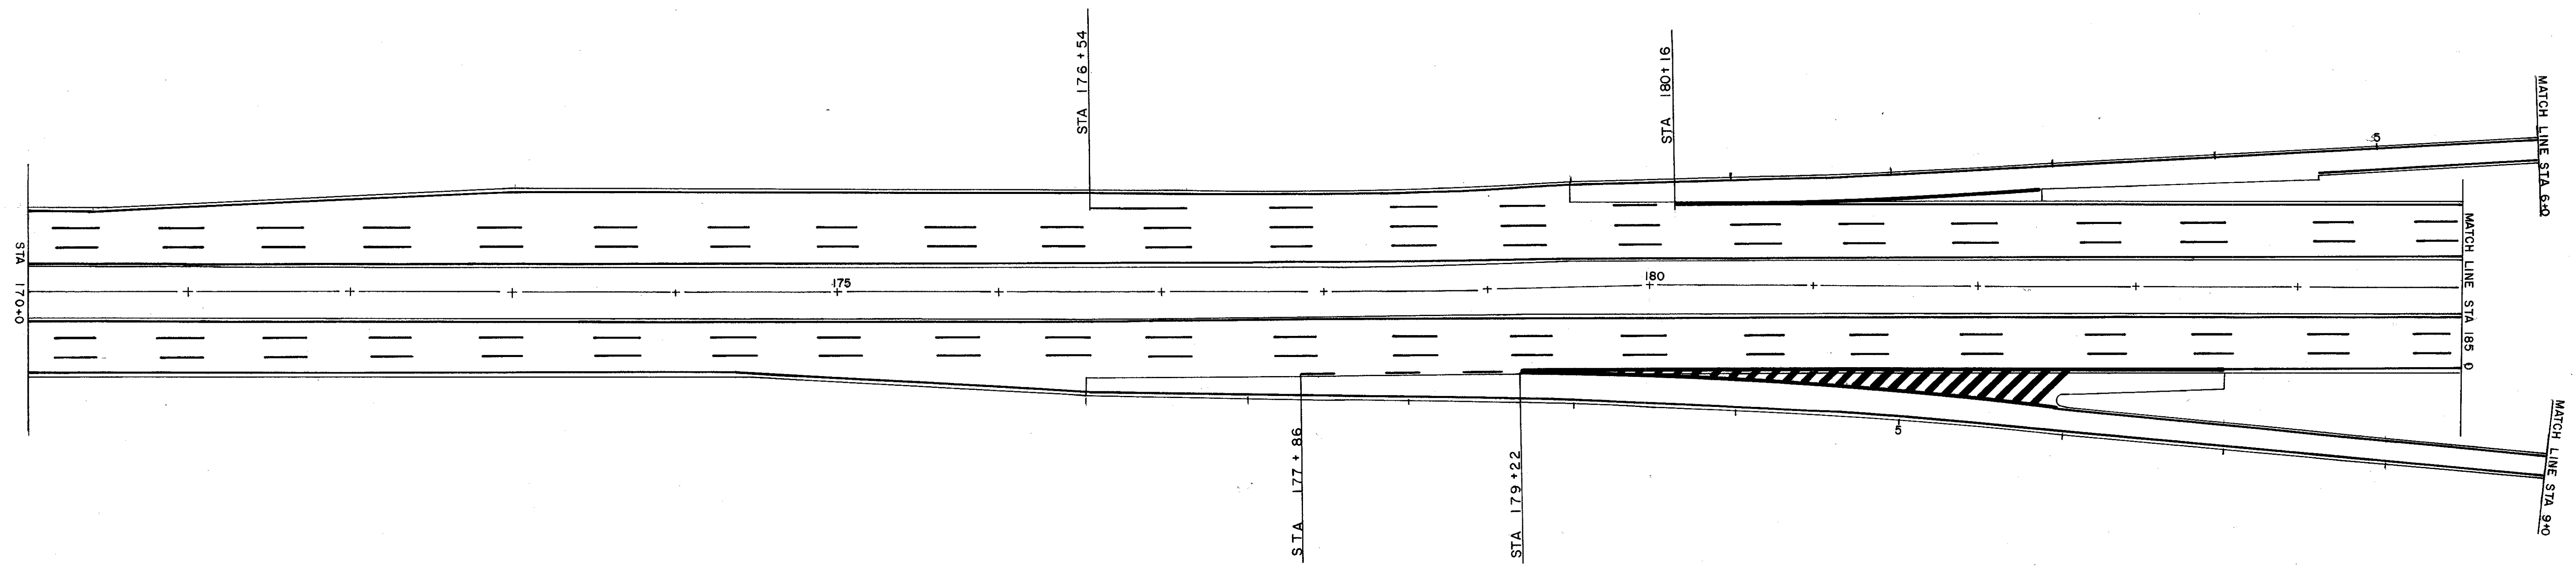 STA 176+54
STA 180+16
MATCH LINE STA 6+0
5
STA 170+0
175
180
MATCH LINE STA 185 0
5
STA 177+86
STA 179+22
MATCH LINE STA 9+0